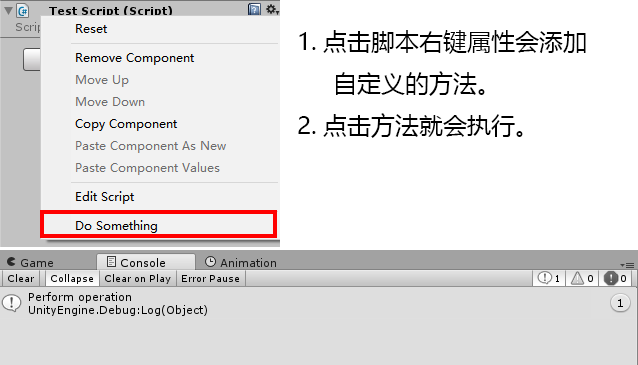 Test Script (Script)
Scri
Reset
Remove Component
Move Up
Move Down
Copy Component
Paste Component As New
Paste Component Values
Edit Script
Do Something
1. 点击脚本右键属性会添加
自定义的方法。
2. 点击方法就会执行。
Game
Console
Animation
Clear
Collapse
Clear on Play
Error Pause
1
0
0
Perform operation
UnityEngine.Debug:Log(Object)
1